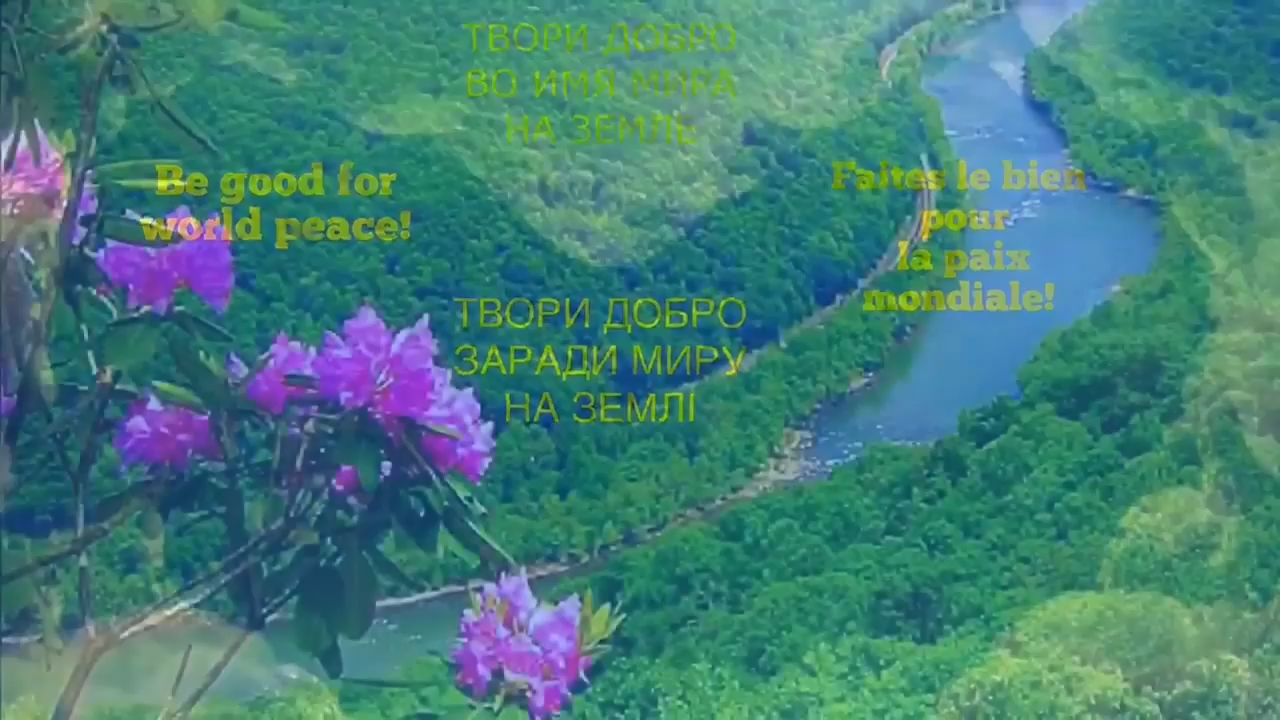 ТВОРИ ДОБРО
ВО ИМЯ МИРА
НА ЗЕМЛЕ
Be good for
world peace!
Faites le bien
pour
la paix
mondiale!
ТВОРИ ДОБРО
ЗАРАДИ МИРУ
НА ЗЕМЛІ